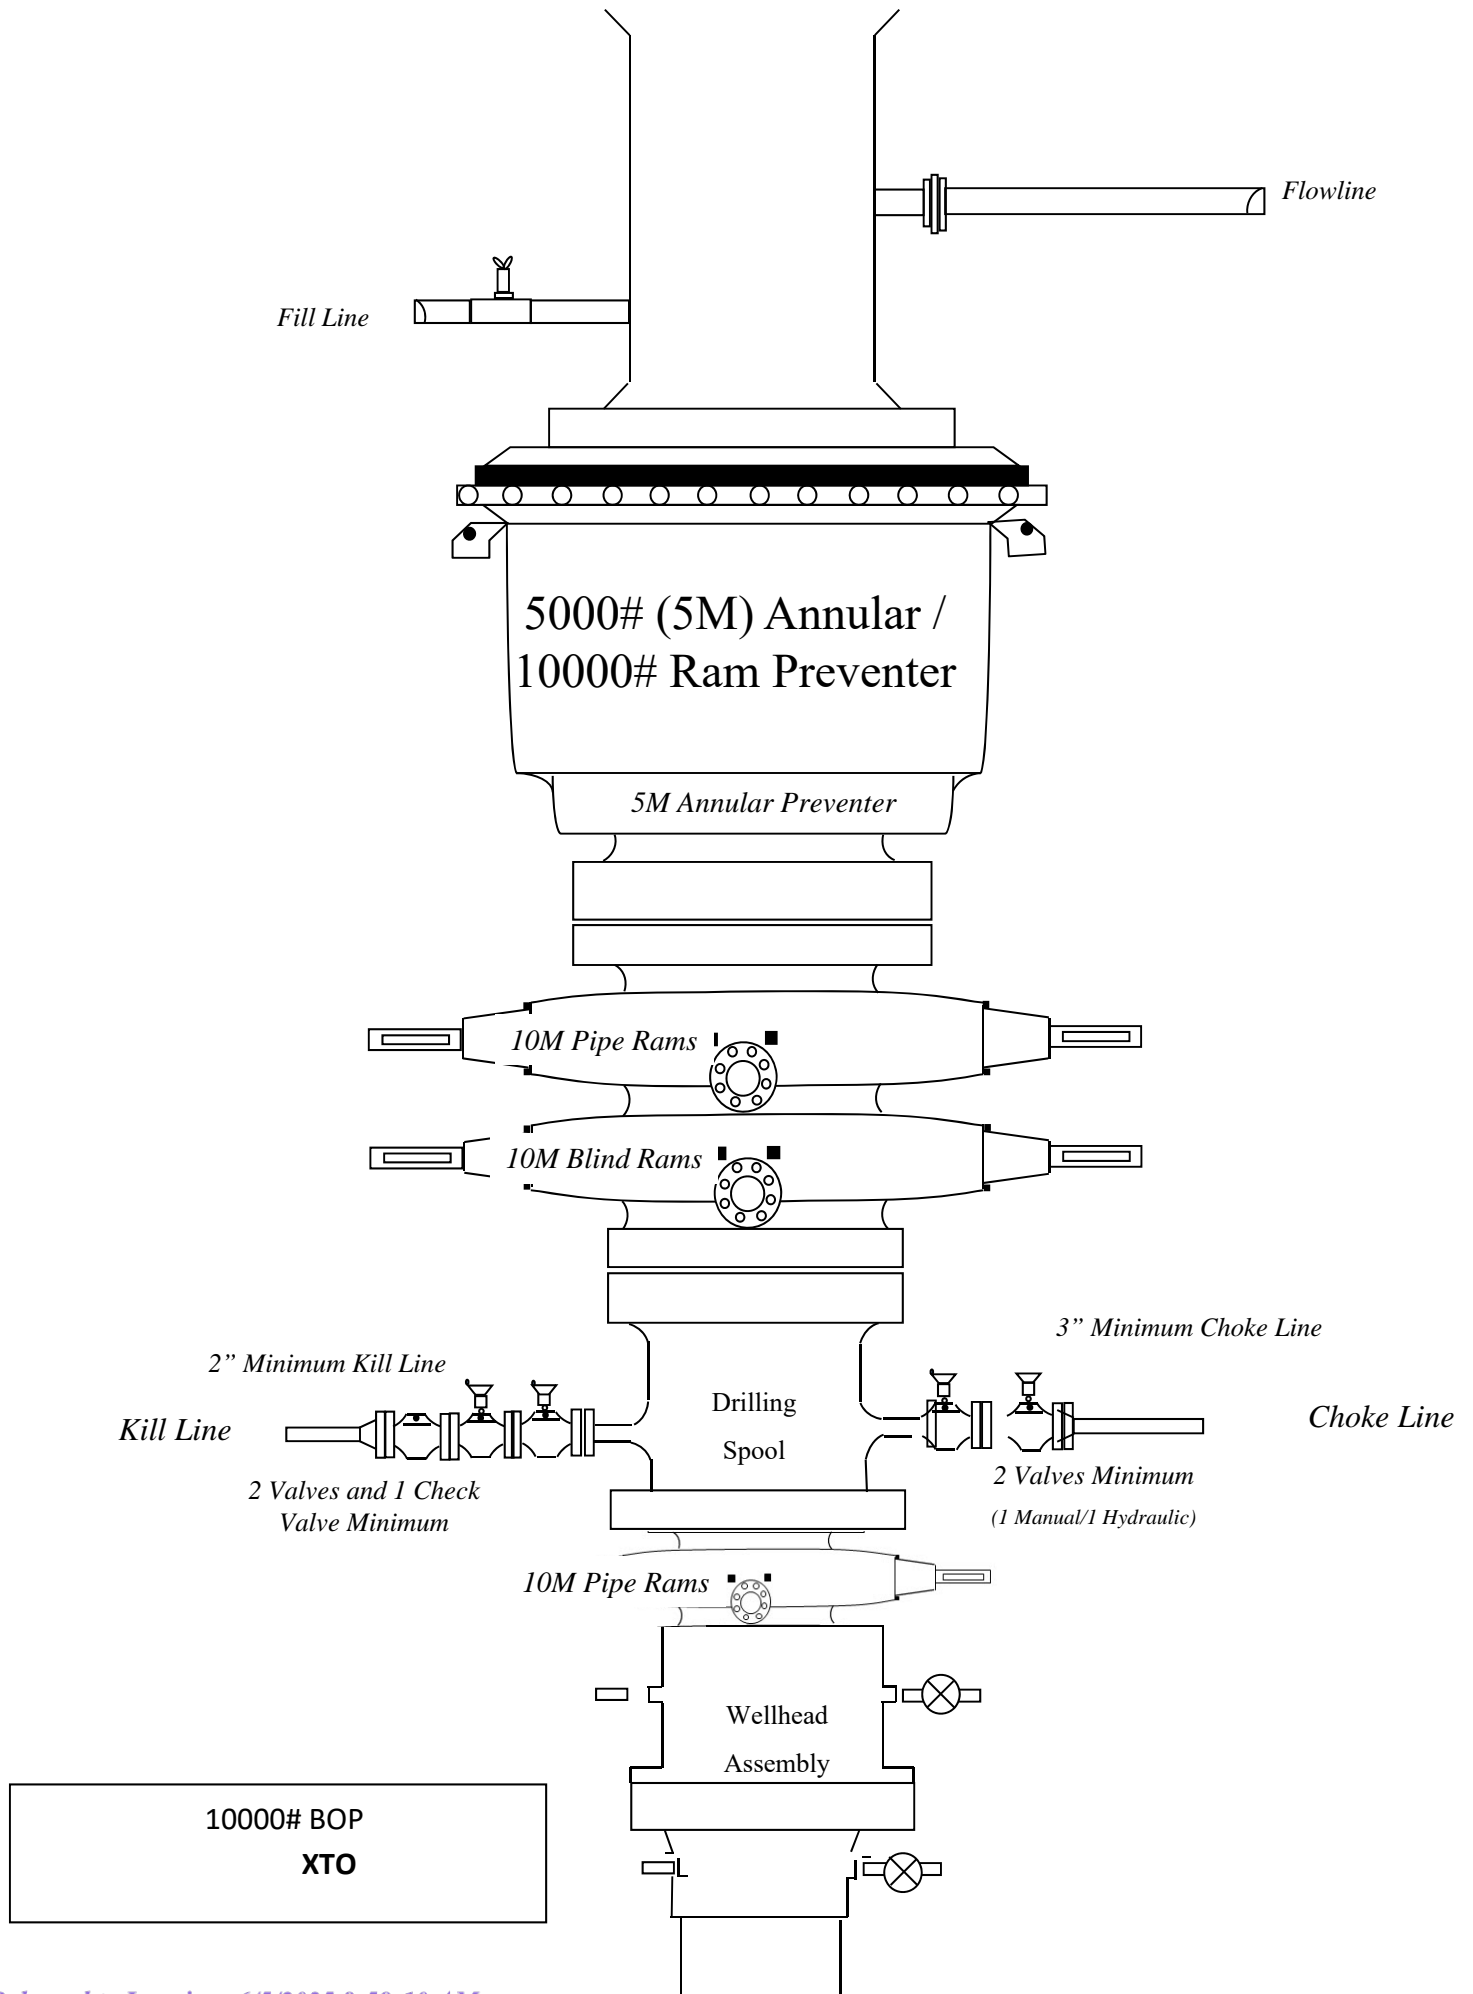 Flowline
Fill Line
5000# (5M) Annular /
10000# Ram Preventer
5M Annular Preventer
10M Pipe Rams
10M Blind Rams
3” Minimum Choke Line
2” Minimum Kill Line
Drilling
Spool
Kill Line
Choke Line
2 Valves and 1 Check
Valve Minimum
2 Valves Minimum
(1 Manual/1 Hydraulic)
10M Pipe Rams
Wellhead
Assembly
10000# BOP
XTO